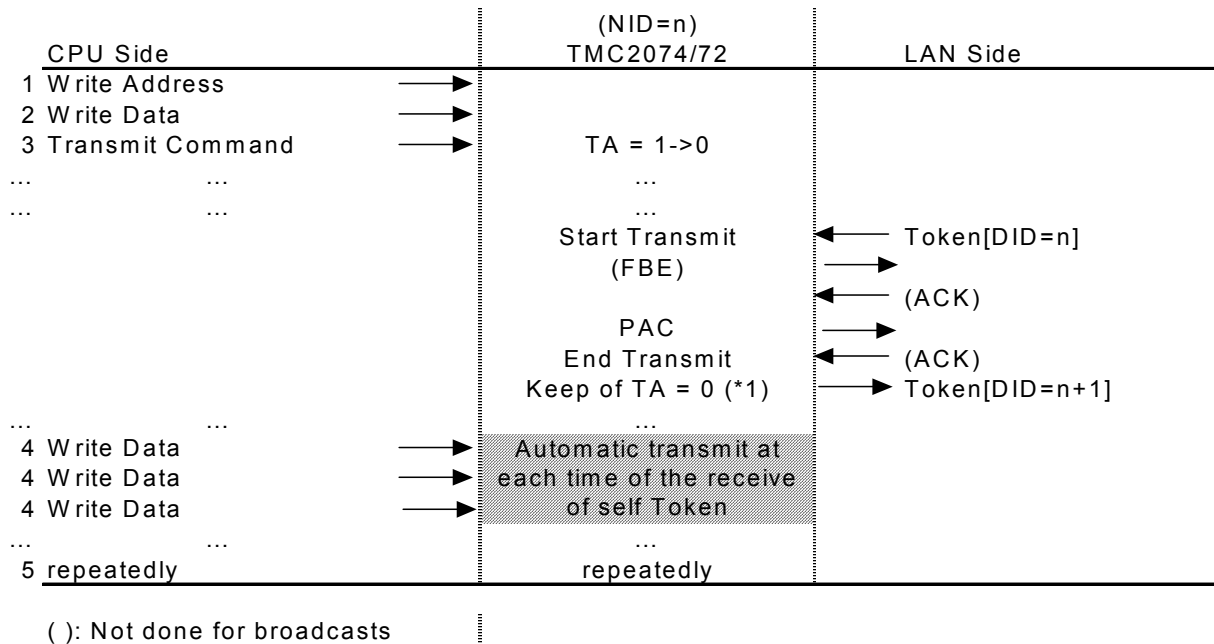 (NID=n)
CPU Side TMC2074/72 LAN Side
1 Write Address
2 Write Data
3 Transmit Command TA = 1->0
... ... ...
... ... ...
Start Transmit Token[DID=n]
(FBE)
(ACK)
PAC
End Transmit (ACK)
Keep of TA = 0 (*1) Token[DID=n+1]
... ... ...
4 Write Data Automatic transmit at
4 Write Data each time of the receive
4 Write Data of self Token
... ... ...
5 repeatedly repeatedly
( ): Not done for broadcasts